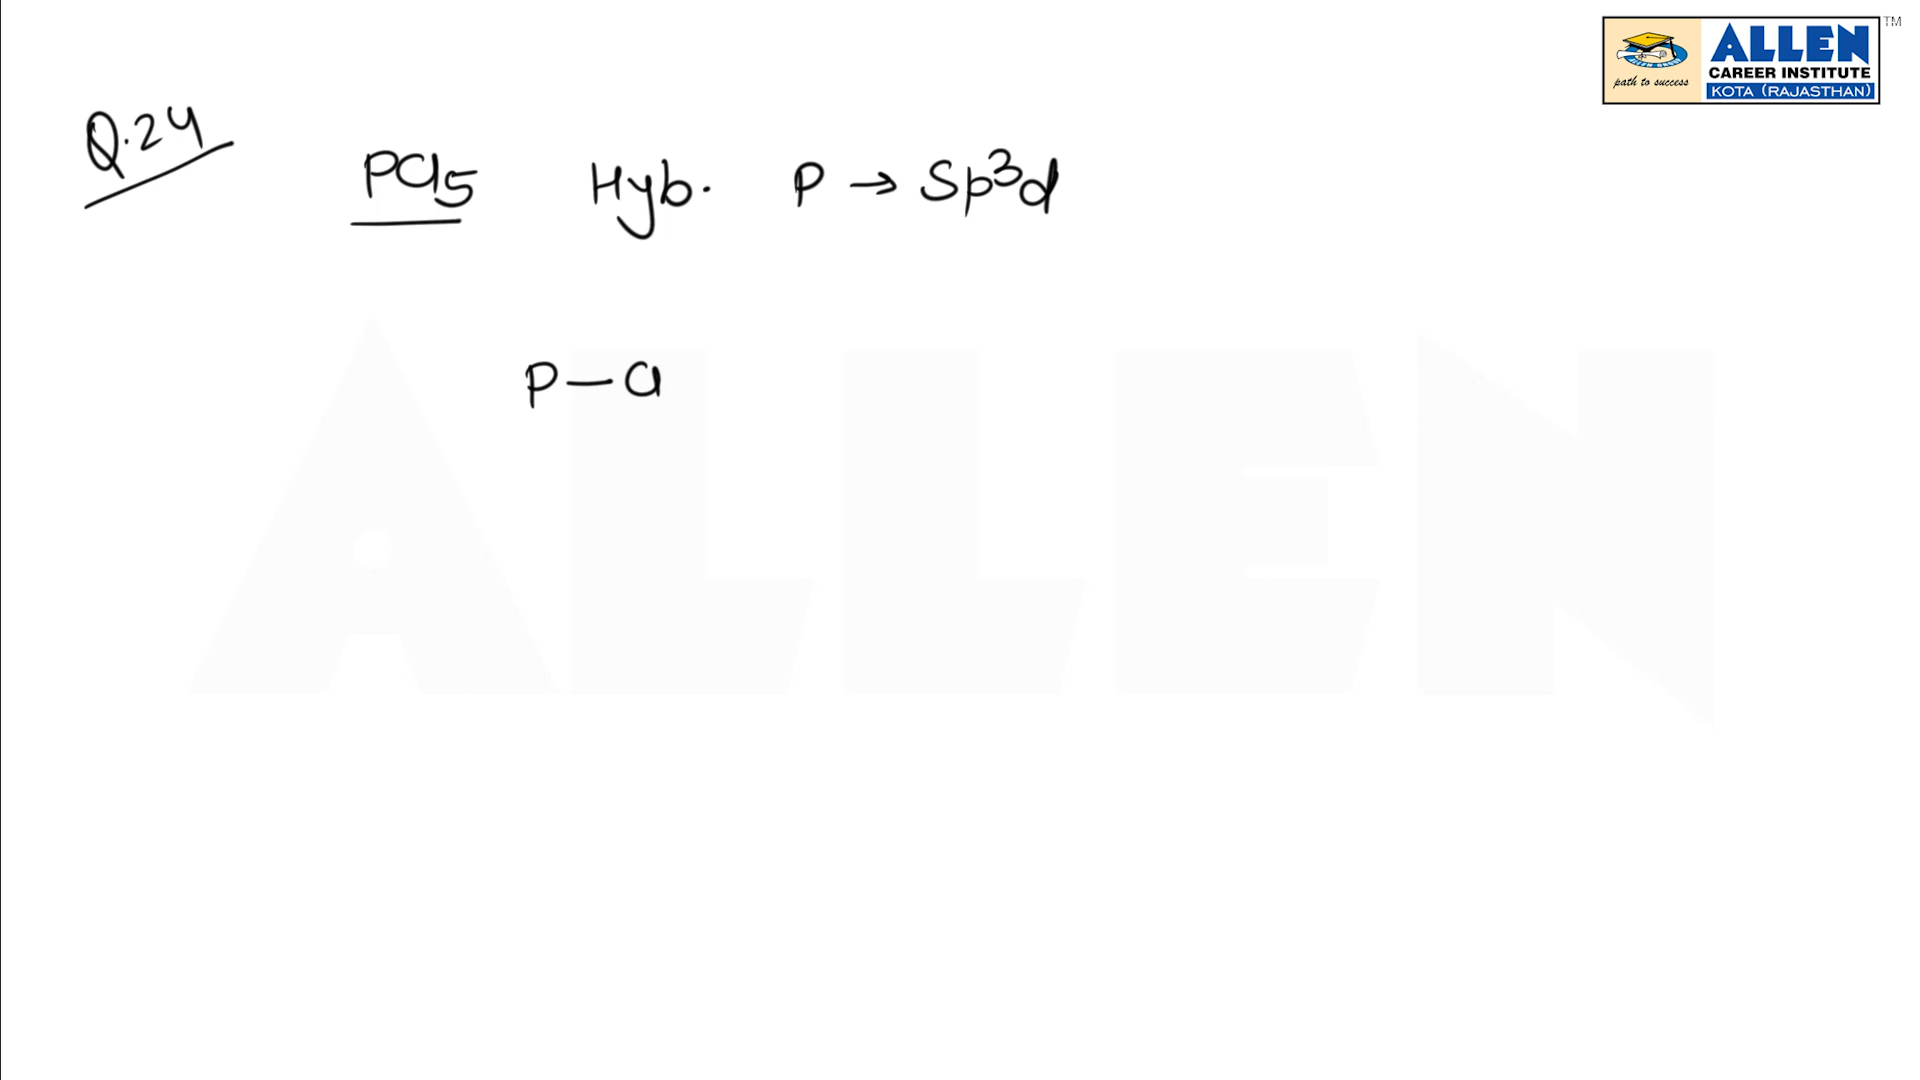 Q.24
PCl5 Hyb. P → Sp³d
P — Cl
ALLEN
ALLEN
CAREER INSTITUTE
KOTA (RAJASTHAN)
path to success
TM